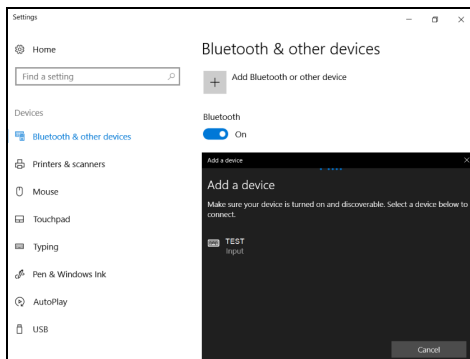 Settings
Home
Find a setting
Devices
Bluetooth & other devices
Printers & scanners
Mouse
Touchpad
Typing
Pen & Windows Ink
AutoPlay
USB
Bluetooth & other devices
Add Bluetooth or other device
Bluetooth
On
Add a device
Add a device
Make sure your device is turned on and discoverable. Select a device below to
connect.
TEST
Input
Cancel